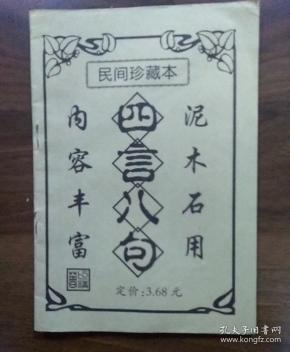 民间珍藏本
四言八句
泥木石用
内容丰富
定价:3.68元
孔夫子旧书网